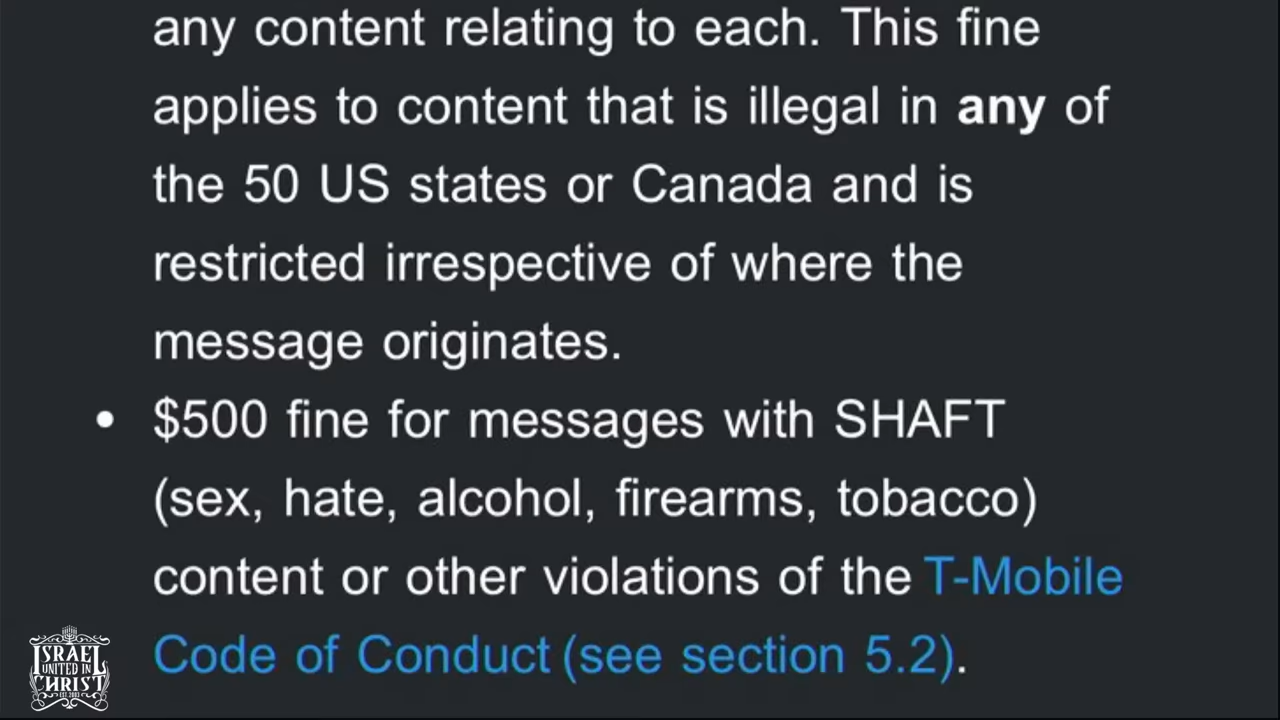 any content relating to each. This fine
applies to content that is illegal in any of
the 50 US states or Canada and is
restricted irrespective of where the
message originates.
• $500 fine for messages with SHAFT
(sex, hate, alcohol, firearms, tobacco)
content or other violations of the T-Mobile
Code of Conduct (see section 5.2).
ISRAEL
UNITED IN
CHRIST
EST. 2003